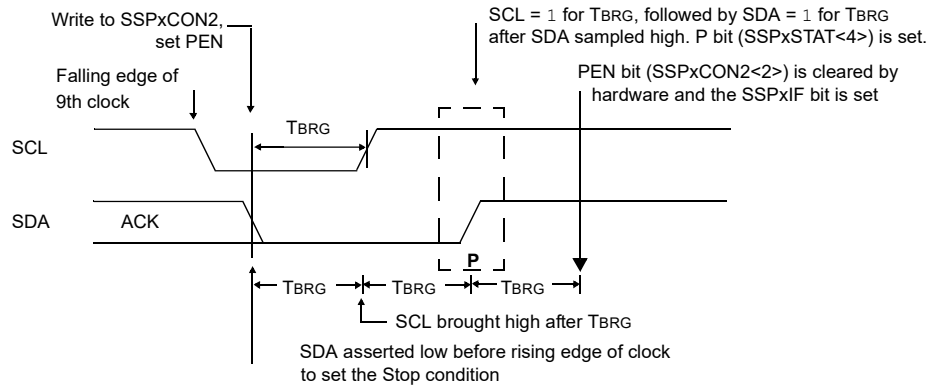 Write to SSPxCON2,
set PEN
SCL = 1 for TBRG, followed by SDA = 1 for TBRG
after SDA sampled high. P bit (SSPxSTAT<4>) is set.
Falling edge of
9th clock
PEN bit (SSPxCON2<2>) is cleared by
hardware and the SSPxIF bit is set
TBRG
SCL
SDA
ACK
P
TBRG
TBRG
TBRG
SCL brought high after TBRG
SDA asserted low before rising edge of clock
to set the Stop condition